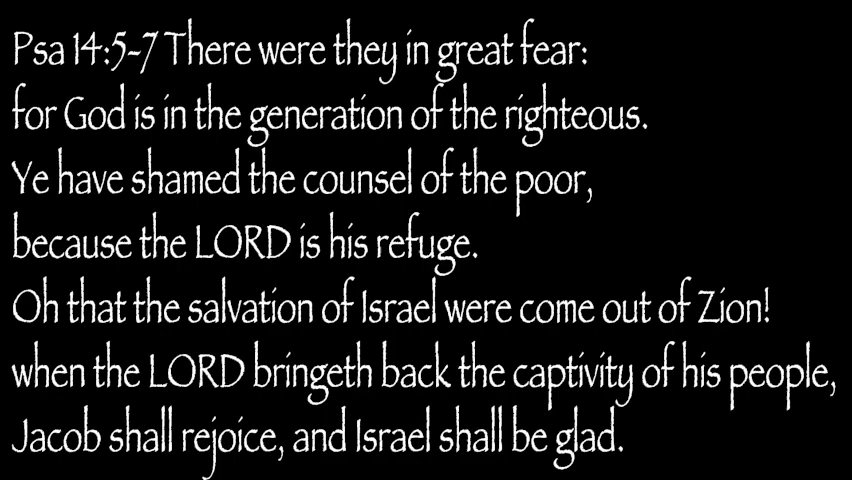 Psa 14:5-7 There were they in great fear:
for God is in the generation of the righteous.
Ye have shamed the counsel of the poor,
because the LORD is his refuge.
Oh that the salvation of Israel were come out of Zion!
when the LORD bringeth back the captivity of his people,
Jacob shall rejoice, and Israel shall be glad.